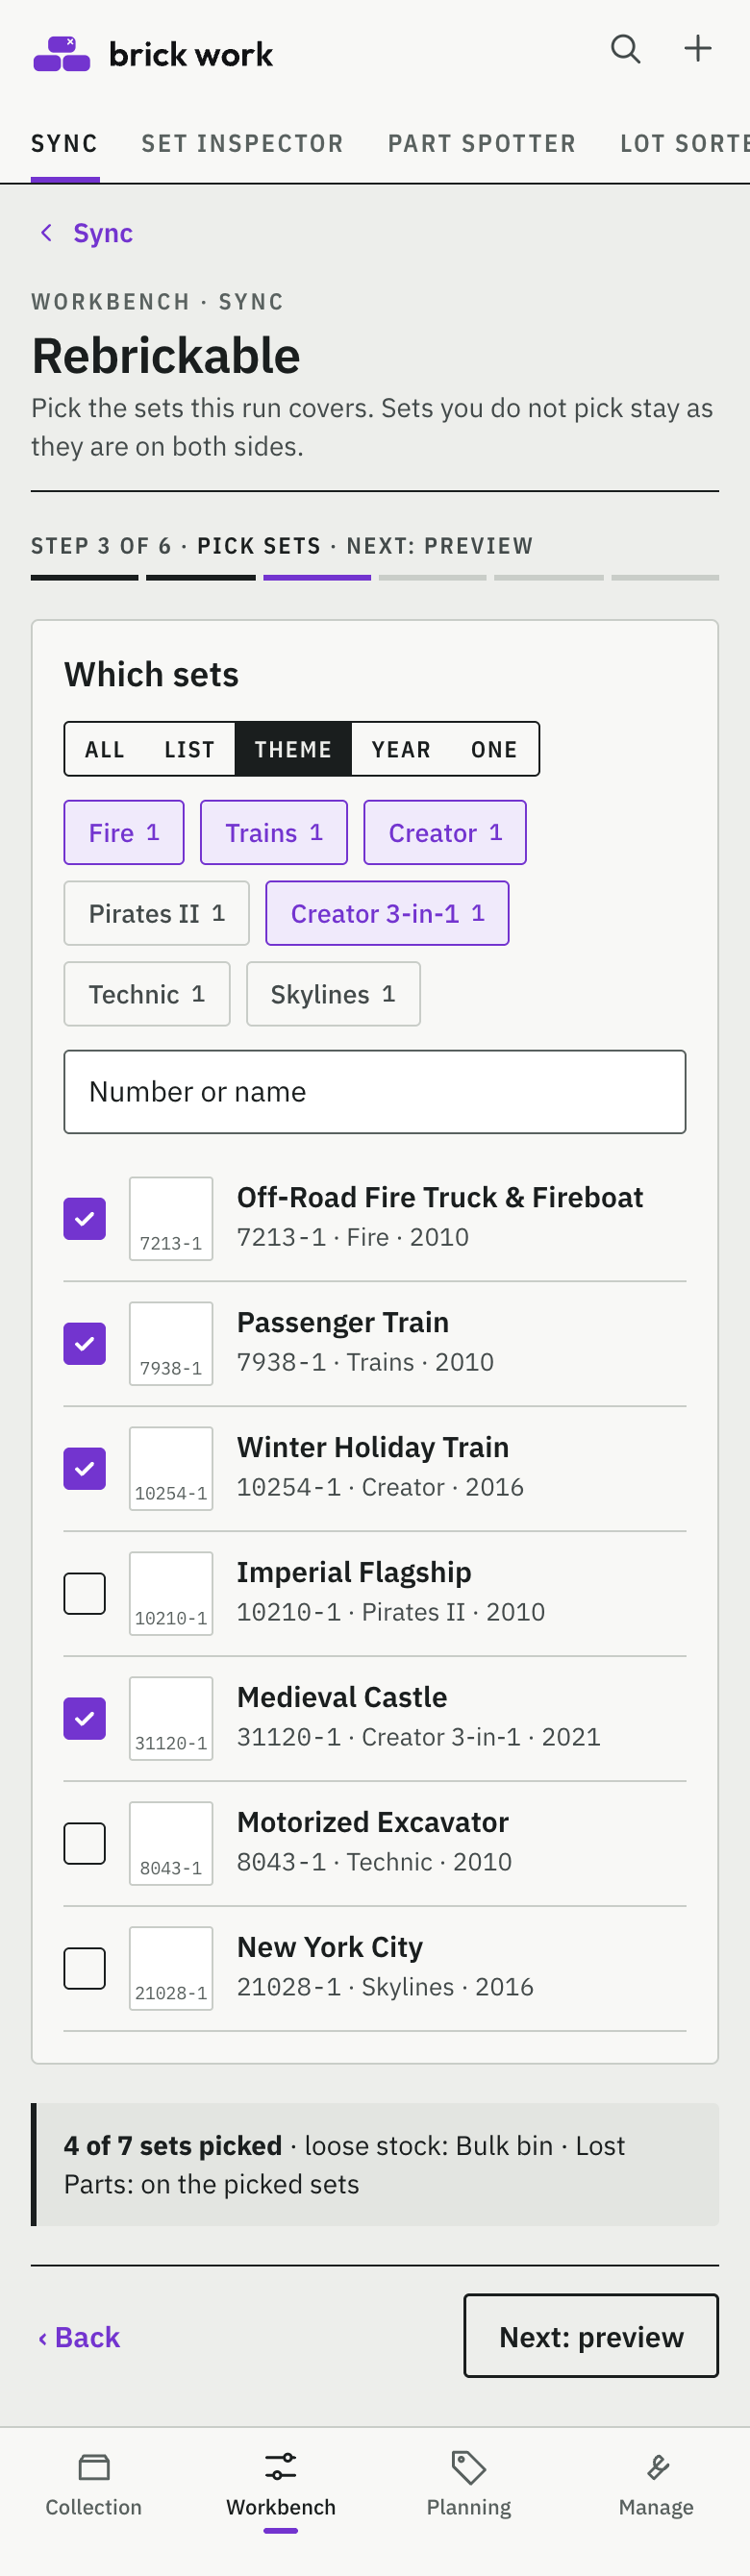 brick work
SYNC SET INSPECTOR PART SPOTTER LOT SORTE
Sync
WORKBENCH · SYNC
Rebrickable
Pick the sets this run covers. Sets you do not pick stay as
they are on both sides.
STEP 3 OF 6 · PICK SETS · NEXT: PREVIEW
Which sets
ALL LIST THEME YEAR ONE
Fire 1 Trains 1 Creator 1
Pirates II 1 Creator 3-in-1 1
Technic 1 Skylines 1
Number or name
Off-Road Fire Truck & Fireboat
7213-1 7213-1 · Fire · 2010
Passenger Train
7938-1 7938-1 · Trains · 2010
Winter Holiday Train
10254-1 10254-1 · Creator · 2016
Imperial Flagship
10210-1 10210-1 · Pirates II · 2010
Medieval Castle
31120-1 31120-1 · Creator 3-in-1 · 2021
Motorized Excavator
8043-1 8043-1 · Technic · 2010
New York City
21028-1 21028-1 · Skylines · 2016
4 of 7 sets picked · loose stock: Bulk bin · Lost
Parts: on the picked sets
‹ Back Next: preview
Collection Workbench Planning Manage